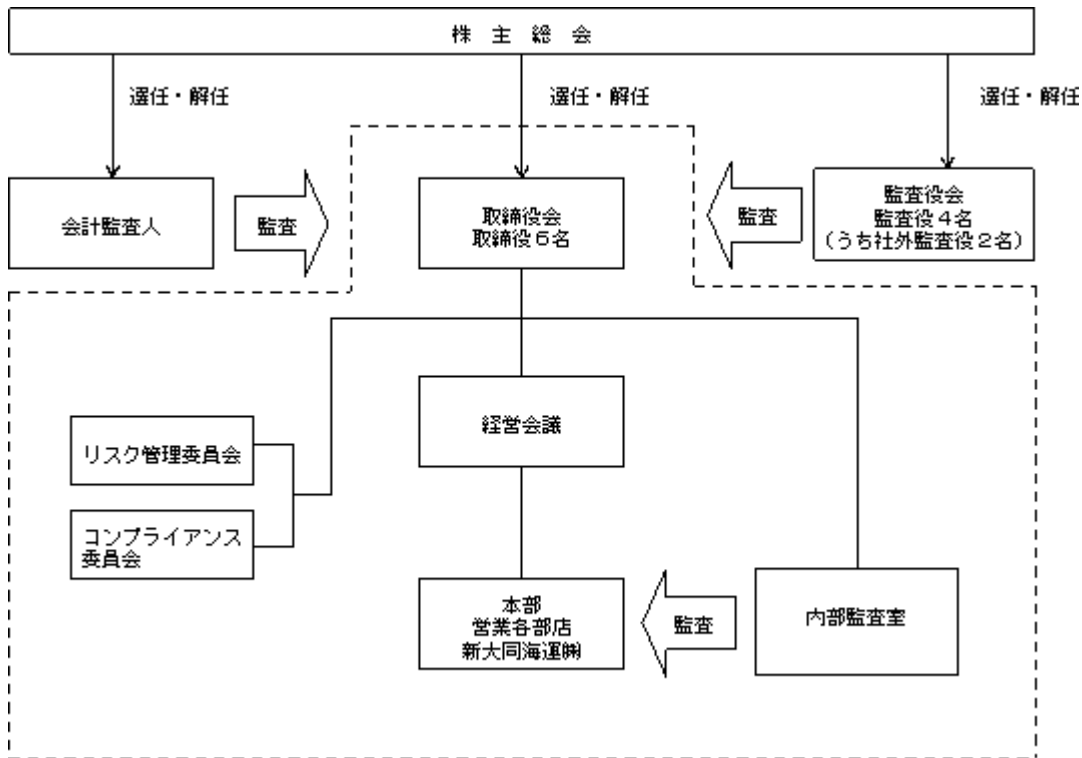 株 主 総 会
選任・解任
選任・解任
選任・解任
会計監査人
監査
取締役会
取締役6名
監査
監査役会
監査役4名
(うち社外監査役2名)
経営会議
リスク管理委員会
コンプライアンス
委員会
本部
営業各部店
新大同海運㈱
監査
内部監査室